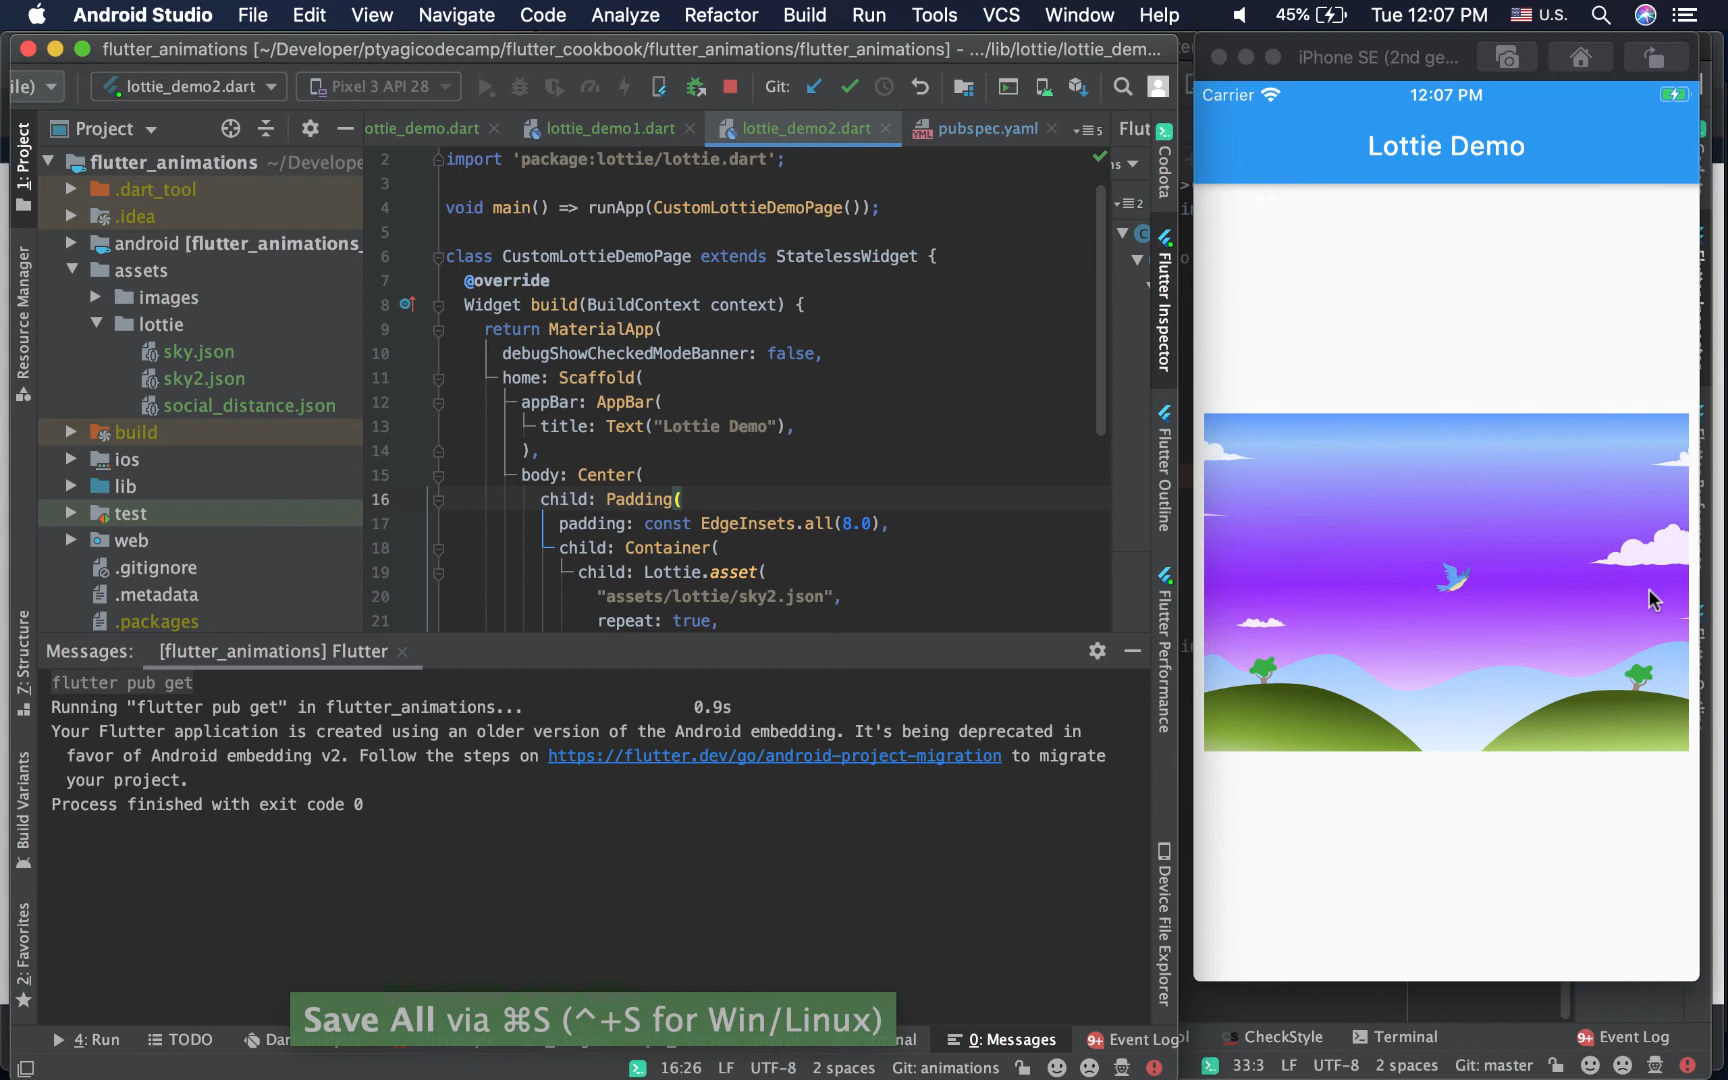 Android Studio File Edit View Navigate Code Analyze Refactor Build Run Tools VCS Window Help 45% U.S. Tue 12:07 PM
flutter_animations [~/Developer/ptyagicodecamp/flutter_cookbook/flutter_animations/flutter_animations] - .../lib/lottie/lottie_dem...
ile) lottie_demo2.dart Pixel 3 API 28 Git:
Project
ottie_demo.dart lottie_demo1.dart lottie_demo2.dart pubspec.yaml 5 Flut
flutter_animations ~/Develope
.dart_tool
.idea
android [flutter_animations_
assets
images
lottie
sky.json
sky2.json
social_distance.json
build
ios
lib
test
web
.gitignore
.metadata
.packages
2 import 'package:lottie/lottie.dart';
3
4 void main() => runApp(CustomLottieDemoPage());
5
6 class CustomLottieDemoPage extends StatelessWidget {
7 @override
8 Widget build(BuildContext context) {
9 return MaterialApp(
10 debugShowCheckedModeBanner: false,
11 home: Scaffold(
12 appBar: AppBar(
13 title: Text("Lottie Demo"),
14 ),
15 body: Center(
16 child: Padding(
17 padding: const EdgeInsets.all(8.0),
18 child: Container(
19 child: Lottie.asset(
20 "assets/lottie/sky2.json",
21 repeat: true,
1: Project
Resource Manager
Z: Structure
Build Variants
2: Favorites
Codota
Flutter Inspector
Flutter Outline
Flutter Performance
Device File Explorer
Messages: [flutter_animations] Flutter
flutter pub get
Running "flutter pub get" in flutter_animations... 0.9s
Your Flutter application is created using an older version of the Android embedding. It's being deprecated in
favor of Android embedding v2. Follow the steps on https://flutter.dev/go/android-project-migration to migrate
your project.
Process finished with exit code 0
Save All via ⌘S (^+S for Win/Linux)
4: Run TODO 0: Messages 9+ Event Log
16:26 LF UTF-8 2 spaces Git: animations
iPhone SE (2nd ge...
Carrier 12:07 PM
Lottie Demo
CheckStyle Terminal 9+ Event Log
33:3 LF UTF-8 2 spaces Git: master